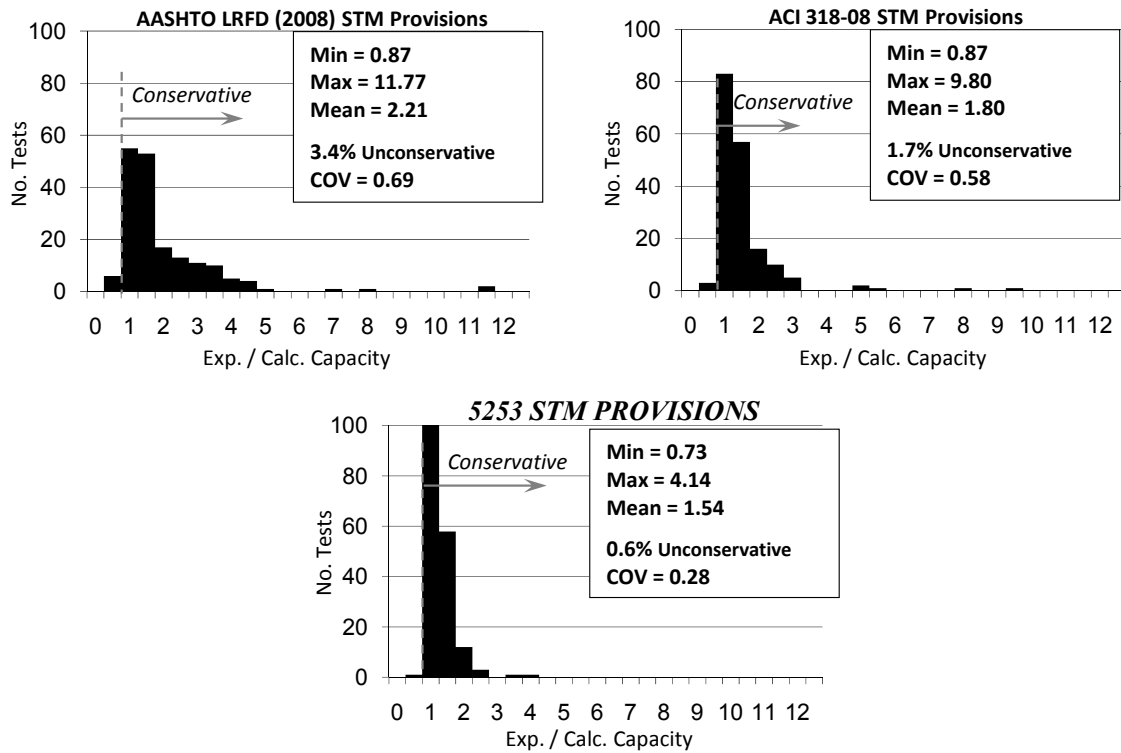 AASHTO LRFD (2008) STM Provisions
100
80
60
40
20
0
No. Tests
Conservative
Min = 0.87
Max = 11.77
Mean = 2.21
3.4% Unconservative
COV = 0.69
0 1 2 3 4 5 6 7 8 9 10 11 12
Exp. / Calc. Capacity
ACI 318-08 STM Provisions
100
80
60
40
20
0
No. Tests
Conservative
Min = 0.87
Max = 9.80
Mean = 1.80
1.7% Unconservative
COV = 0.58
0 1 2 3 4 5 6 7 8 9 10 11 12
Exp. / Calc. Capacity
5253 STM PROVISIONS
100
80
60
40
20
0
No. Tests
Conservative
Min = 0.73
Max = 4.14
Mean = 1.54
0.6% Unconservative
COV = 0.28
0 1 2 3 4 5 6 7 8 9 10 11 12
Exp. / Calc. Capacity